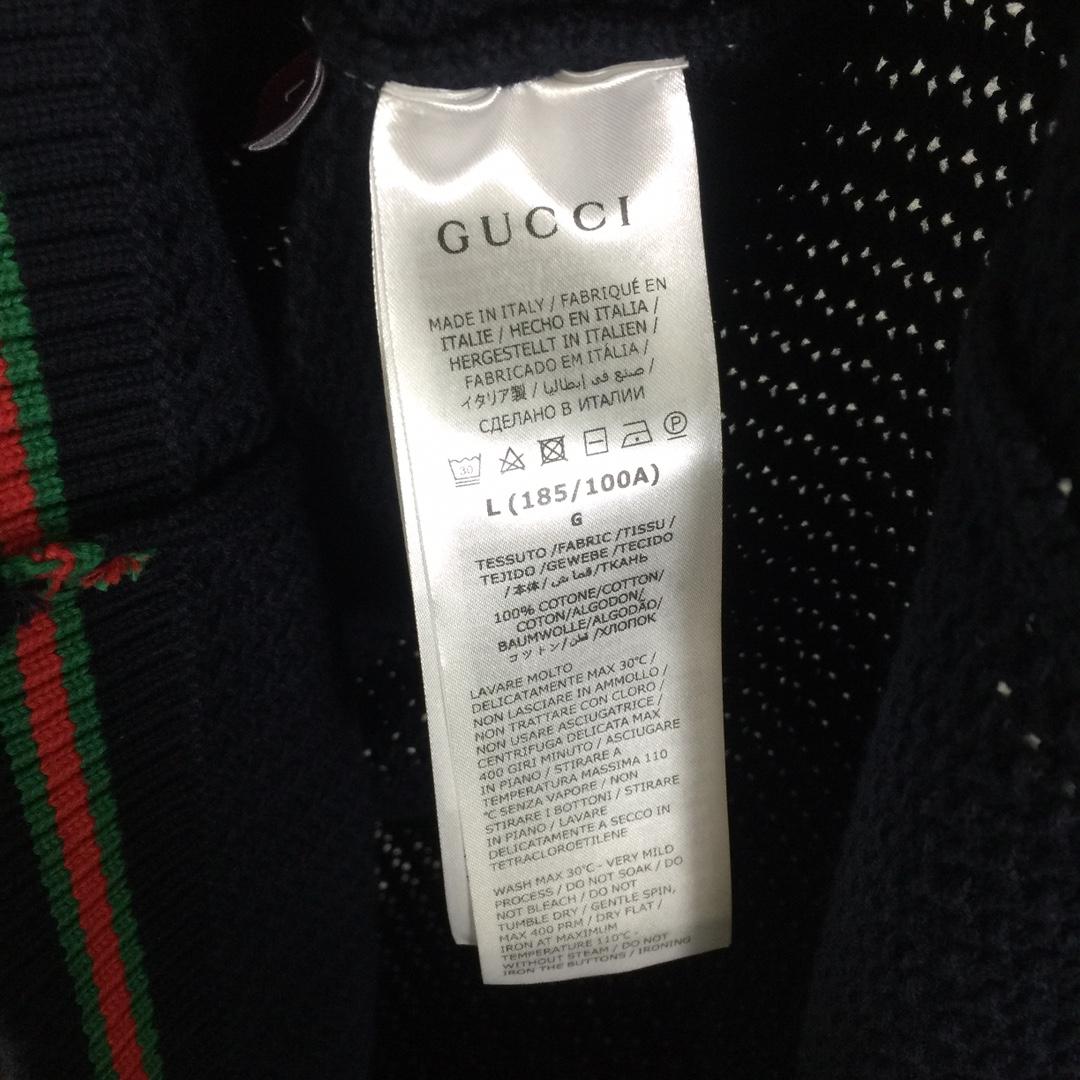 GUCCI
MADE IN ITALY / FABRIQUÉ EN
ITALIE / HECHO EN ITALIA /
HERGESTELLT IN ITALIEN /
FABRICADO EM ITÁLIA /
イタリア製 / صنع في إيطاليا /
СДЕЛАНО В ИТАЛИИ
30
P
L (185/100A)
G
TESSUTO /FABRIC /TISSU /
TEJIDO /GEWEBE /TECIDO
/本体/ قماش /ТКАНЬ
100% COTONE/COTTON/
COTON/ALGODON/
BAUMWOLLE/ALGODÃO/
コットン/ قطن /ХЛОПОК
LAVARE MOLTO
DELICATAMENTE MAX 30°C /
NON LASCIARE IN AMMOLLO /
NON TRATTARE CON CLORO /
NON USARE ASCIUGATRICE /
CENTRIFUGA DELICATA MAX
400 GIRI MINUTO / ASCIUGARE
IN PIANO / STIRARE A
TEMPERATURA MASSIMA 110
°C SENZA VAPORE / NON
STIRARE I BOTTONI / STIRARE
IN PIANO / LAVARE
DELICATAMENTE A SECCO IN
TETRACLOROETILENE
WASH MAX 30°C - VERY MILD
PROCESS / DO NOT SOAK / DO
NOT BLEACH / DO NOT
TUMBLE DRY / GENTLE SPIN,
MAX 400 PRM / DRY FLAT /
IRON AT MAXIMUM
TEMPERATURE 110°C -
WITHOUT STEAM / DO NOT
IRON THE BUTTONS / IRONING